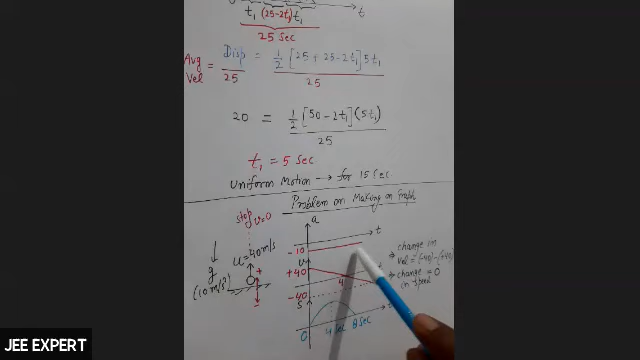 t
t₁ (25-2t₁) t₁
25 Sec
Avg Vel = Disp/25 = ½[25 + 25 - 2t₁] 5t₁ / 25
20 = ½[50 - 2t₁](5t₁) / 25
t₁ = 5 Sec
Uniform Motion → for 15 Sec.
Problem on Making on Graph
stop v=0
a
t
-10
v
g
(10m/s)
u=40m/s
+
-
+40
4
t
-40
s
0
4 sec
8 sec
→ change in
Vel = (-40)-(+40)
→ change = 0
in speed
JEE EXPERT